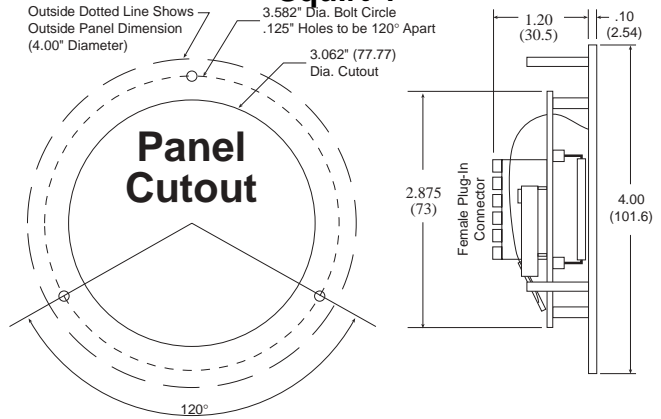 Outside Dotted Line Shows
Outside Panel Dimension
(4.00" Diameter)
3.582" Dia. Bolt Circle
.125" Holes to be 120° Apart
3.062" (77.77)
Dia. Cutout
Panel
Cutout
120°
1.20
(30.5)
.10
(2.54)
2.875
(73)
Female Plug-In
Connector
4.00
(101.6)